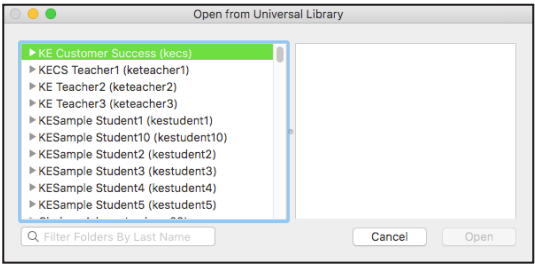 Open from Universal Library
KE Customer Success (kecs)
KECS Teacher1 (keteacher1)
KE Teacher2 (keteacher2)
KE Teacher3 (keteacher3)
KESample Student1 (kestudent1)
KESample Student10 (kestudent10)
KESample Student2 (kestudent2)
KESample Student3 (kestudent3)
KESample Student4 (kestudent4)
KESample Student5 (kestudent5)
Filter Folders By Last Name
Cancel
Open